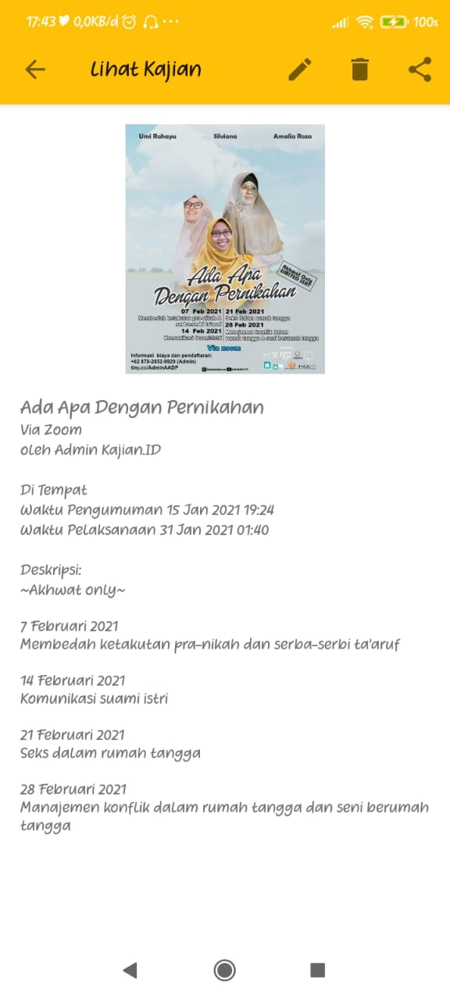 17:43 0,0KB/d ... 100%
Lihat Kajian
Umi Rahayu Silviana Amalia Roza
Ada Apa
Dengan Pernikahan
Akhwat Only
LIMITED SEAT
07 Feb 2021
Membedah ketakutan pra-nikah &
serba-serbi ta'aruf
14 Feb 2021
Komunikasi Suami-Istri
21 Feb 2021
Seks dalam rumah tangga
28 Feb 2021
Manajemen konflik dalam
rumah tangga & seni berumah tangga
Via zoom
Informasi biaya dan pendaftaran:
+62 878-2952-9929 (Admin)
tiny.cc/AdminAADP
Ada Apa Dengan Pernikahan
Via Zoom
oleh Admin Kajian.ID
Di Tempat
Waktu Pengumuman 15 Jan 2021 19:24
Waktu Pelaksanaan 31 Jan 2021 01:40
Deskripsi:
~Akhwat only~
7 Februari 2021
Membedah ketakutan pra-nikah dan serba-serbi ta'aruf
14 Februari 2021
Komunikasi suami istri
21 Februari 2021
Seks dalam rumah tangga
28 Februari 2021
Manajemen konflik dalam rumah tangga dan seni berumah
tangga